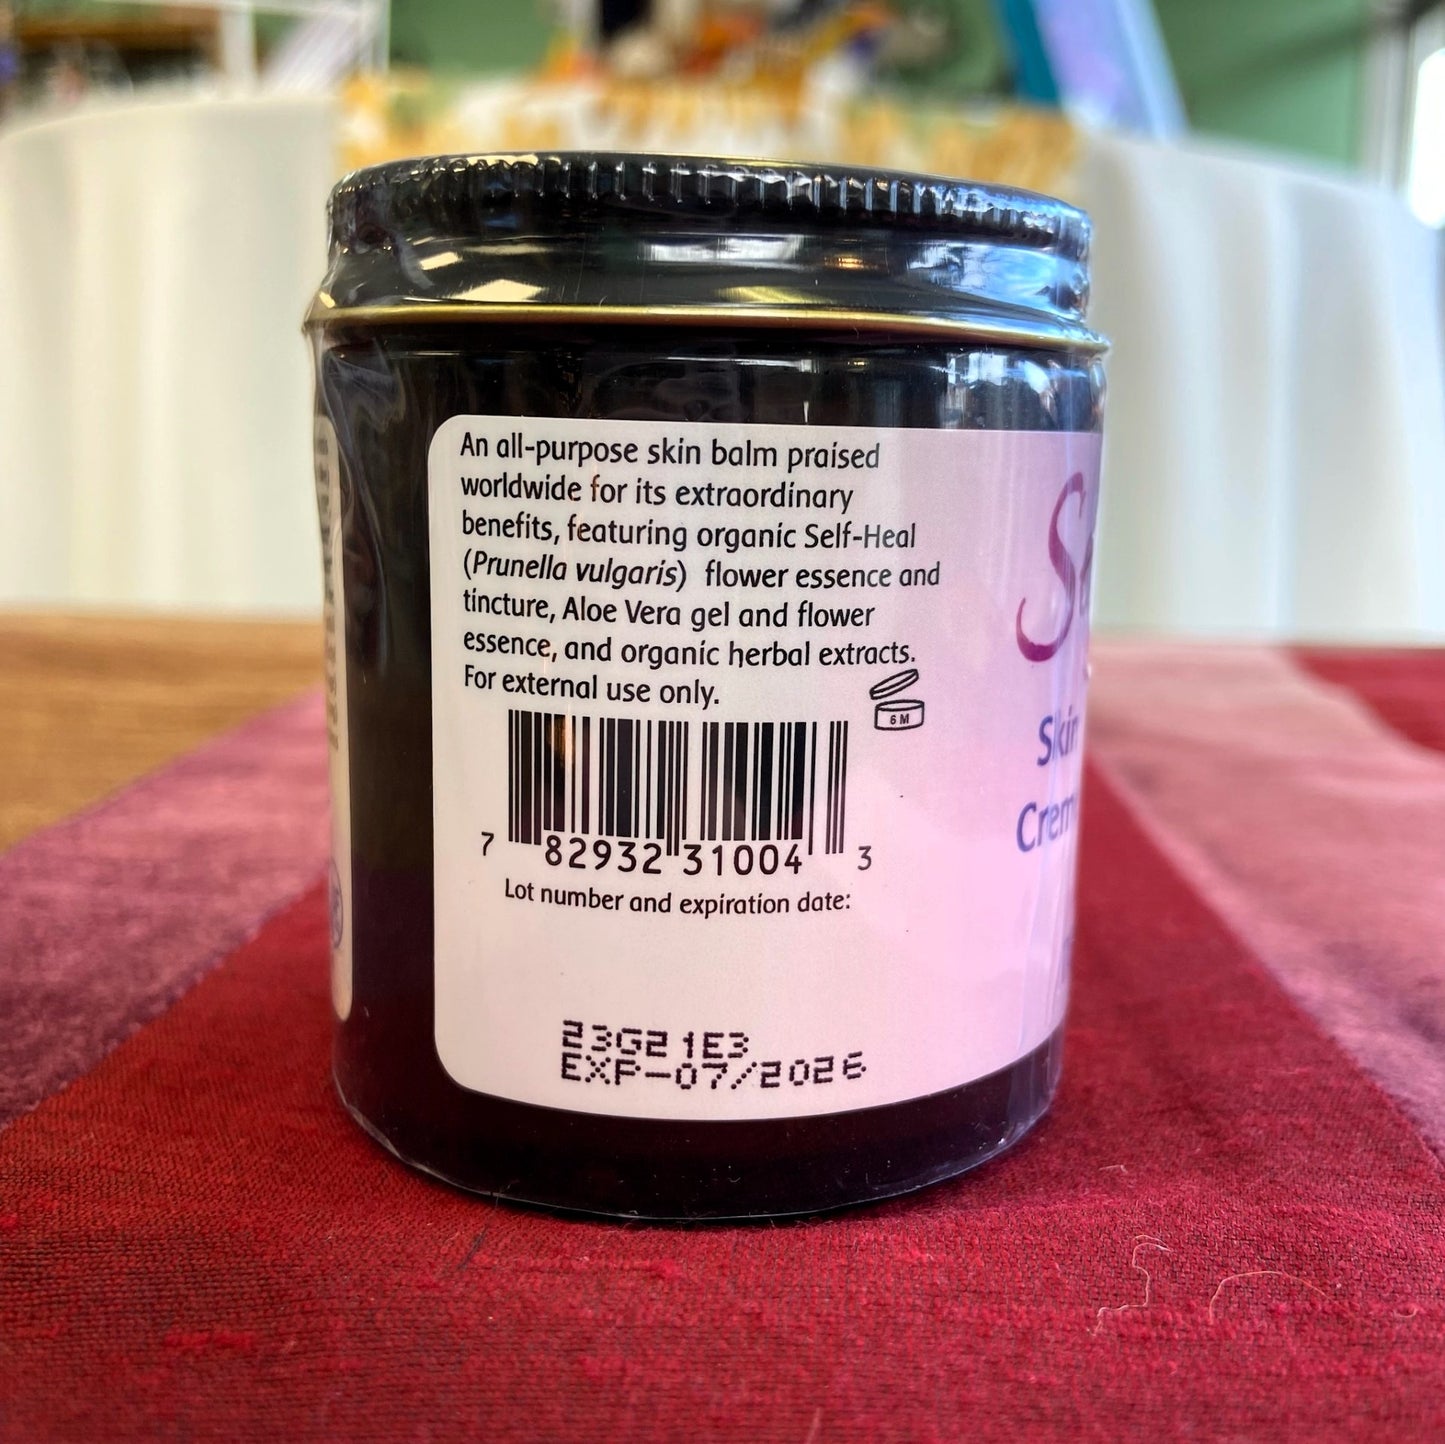 An all-purpose skin balm praised
worldwide for its extraordinary
benefits, featuring organic Self-Heal
(Prunella vulgaris) flower essence and
tincture, Aloe Vera gel and flower
essence, and organic herbal extracts.
For external use only.
6 M
7 82932 31004 3
Lot number and expiration date:
23G21E3
EXP-07/2026
Skin